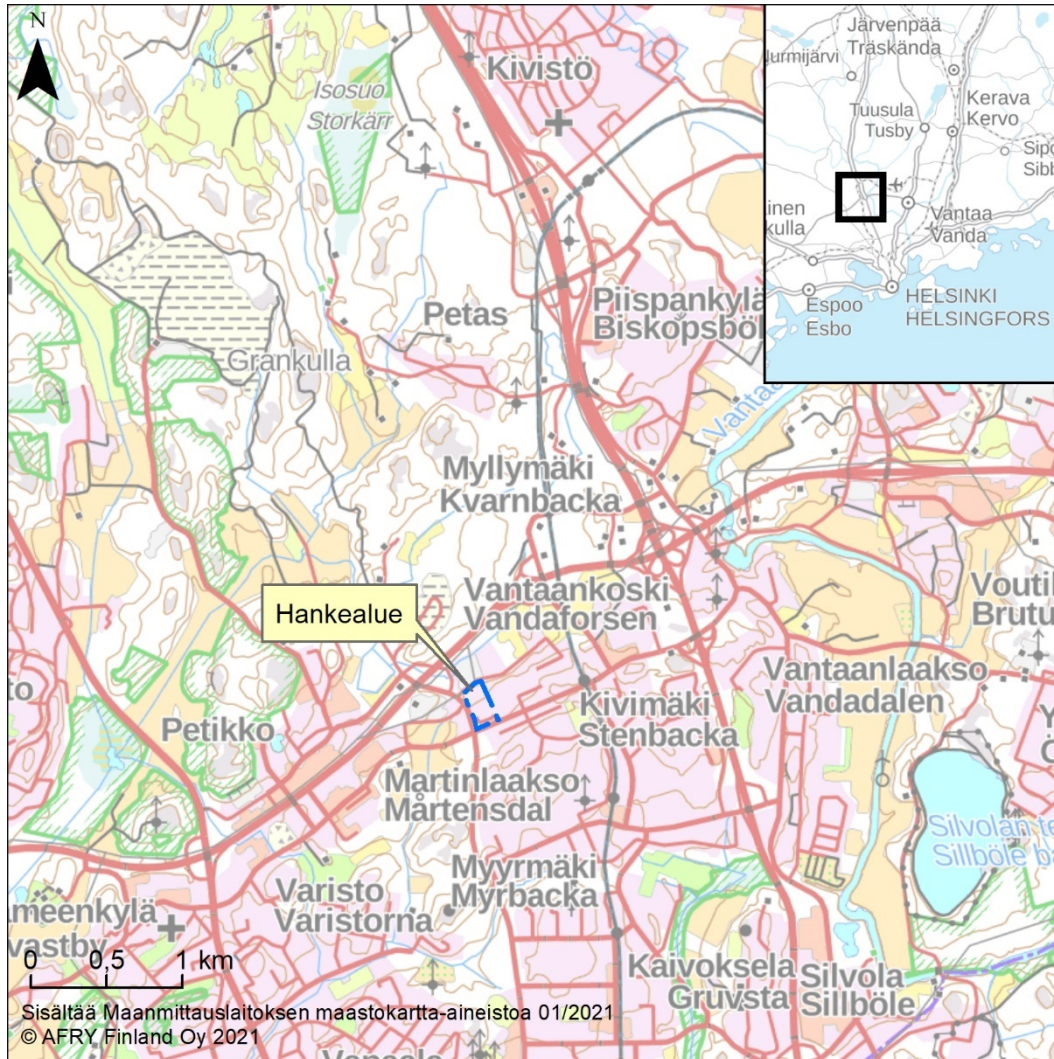 N
Kivistö
Isosuo
Storkärr
Järvenpää
Träskända
Kerava
Kervo
Tuusula
Tusby
Vantaa
Vanda
Espoo
Esbo
HELSINKI
HELSINGFORS
Petas
Piispankylä
Grankulla
Myllymäki
Kvarnbacka
Hankealue
Vantaankoski
Vandaforsen
Vantaanlaakso
Vandadalen
Kivimäki
Stenbacka
Petikko
Martinlaakso
Mårtensdal
Myyrmäki
Myrbacka
Varisto
Varistorna
Kaivoksela
Gruvsta
Silvola
Sillböle
0 0,5 1 km
Sisältää Maanmittauslaitoksen maastokartta-aineistoa 01/2021
© AFRY Finland Oy 2021